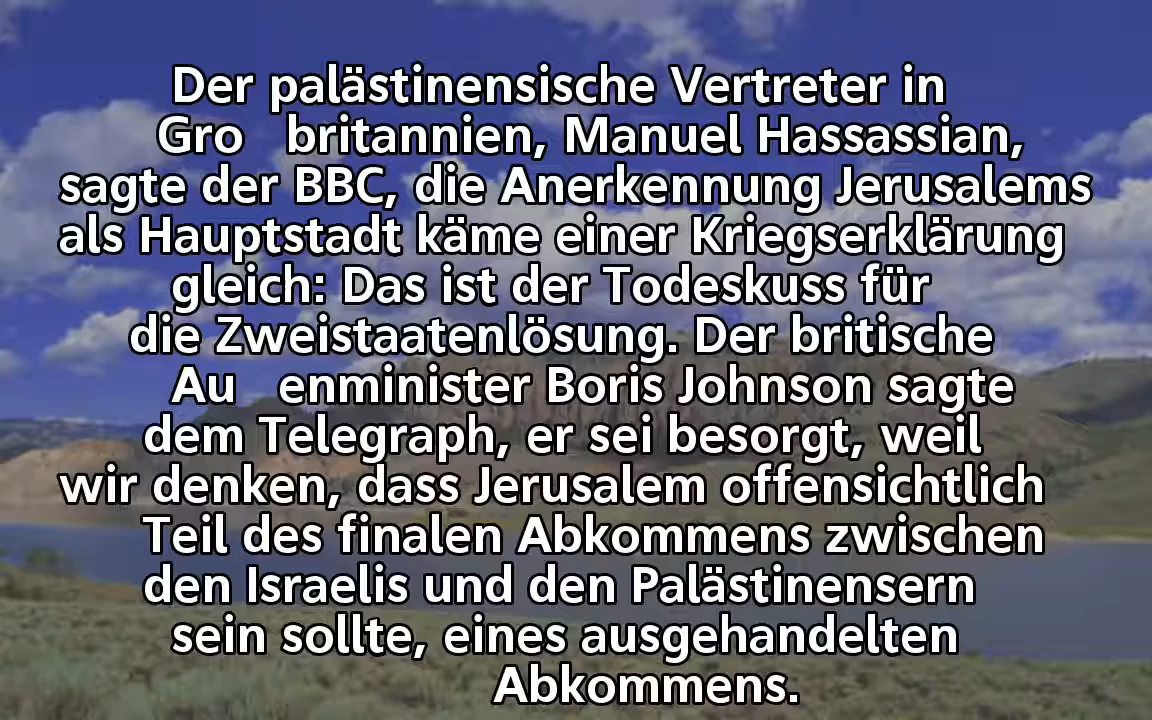 Der palästinensische Vertreter in
Gro britannien, Manuel Hassassian,
sagte der BBC, die Anerkennung Jerusalems
als Hauptstadt käme einer Kriegserklärung
gleich: Das ist der Todeskuss für
die Zweistaatenlösung. Der britische
Au enminister Boris Johnson sagte
dem Telegraph, er sei besorgt, weil
wir denken, dass Jerusalem offensichtlich
Teil des finalen Abkommens zwischen
den Israelis und den Palästinensern
sein sollte, eines ausgehandelten
Abkommens.